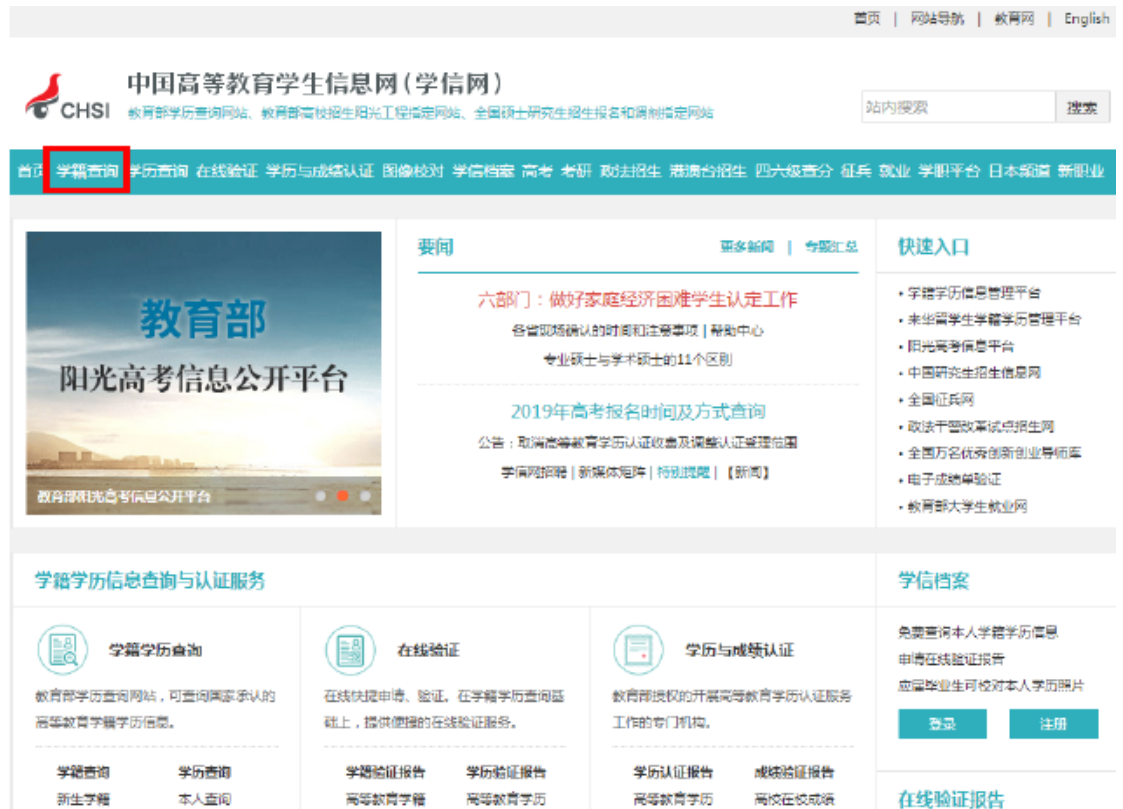 首页 | 网站导航 | 教育网 | English
CHSI
中国高等教育学生信息网(学信网)
教育部学历查询网站、教育部高校招生阳光工程指定网站、全国硕士研究生招生报名和调剂指定网站
站内搜索 搜索
首页 学籍查询 学历查询 在线验证 学历与成绩认证 图像校对 学信档案 高考 考研 政法招生 港澳台招生 四六级查分 征兵 就业 学职平台 日本频道 新职业
教育部
阳光高考信息公开平台
教育部阳光高考信息公开平台
要闻 更多新闻 | 专题汇总
六部门：做好家庭经济困难学生认定工作
各省现场确认的时间和注意事项 | 帮助中心
专业硕士与学术硕士的11个区别
2019年高考报名时间及方式查询
公告：取消高等教育学历认证收费及调整认证受理范围
学信网招聘 | 新媒体矩阵 | 特别提醒 | 【新闻】
快速入口
• 学籍学历信息管理平台
• 来华留学生学籍学历管理平台
• 阳光高考信息平台
• 中国研究生招生信息网
• 全国征兵网
• 政法干警改革试点招生网
• 全国万名优秀创新创业导师库
• 电子成绩单验证
• 教育部大学生就业网
学籍学历信息查询与认证服务
学籍学历查询
教育部学历查询网站，可查询国家承认的
高等教育学籍学历信息。
学籍查询 学历查询
新生学籍 本人查询
在线验证
在线快捷申请、验证。在学籍学历查询基
础上，提供便捷的在线验证服务。
学籍验证报告 学历验证报告
高等教育学籍 高等教育学历
学历与成绩认证
教育部授权的开展高等教育学历认证服务
工作的专门机构。
学历认证报告 成绩验证报告
高等教育学历 高校在校成绩
学信档案
免费查询本人学籍学历信息
申请在线验证报告
应届毕业生可校对本人学历照片
登录 注册
在线验证报告